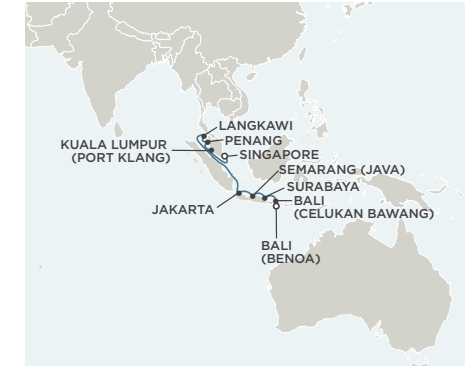 LANGKAWI
PENANG
KUALA LUMPUR
(PORT KLANG)
SINGAPORE
SEMARANG (JAVA)
SURABAYA
BALI
(CELUKAN BAWANG)
JAKARTA
BALI
(BENOA)